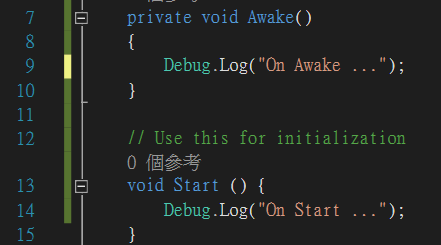 7 private void Awake()
8 {
9 Debug.Log("On Awake ...");
10 }
11
12 // Use this for initialization
0 個參考
13 void Start () {
14 Debug.Log("On Start ...");
15 }